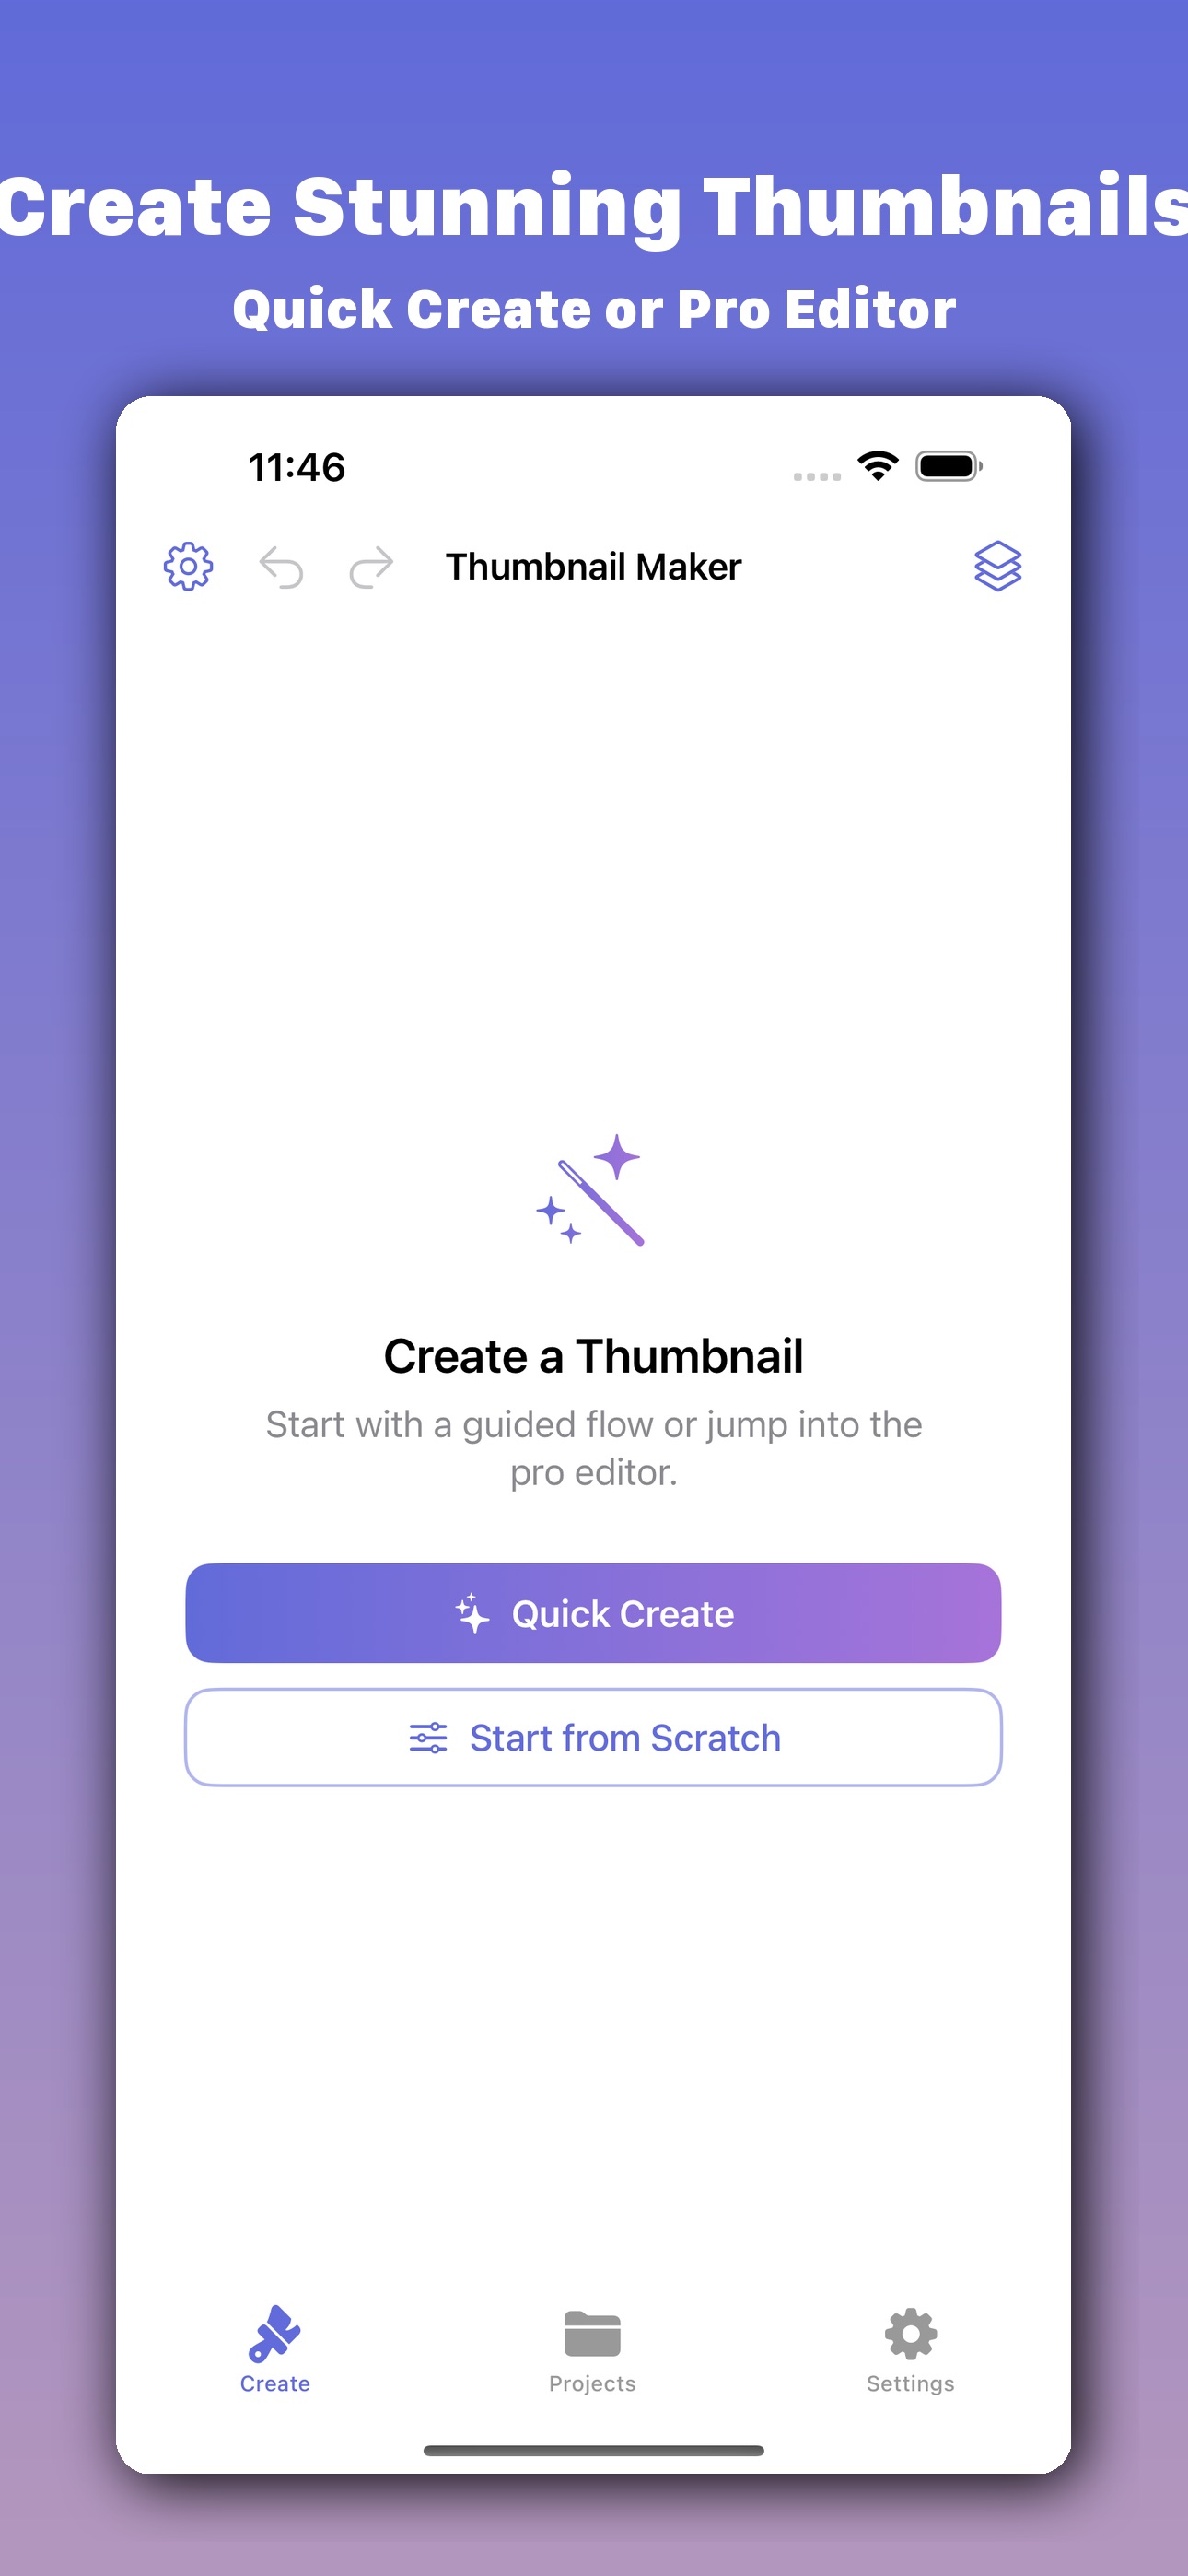 Create Stunning Thumbnails
Quick Create or Pro Editor
11:46
Thumbnail Maker
Create a Thumbnail
Start with a guided flow or jump into the
pro editor.
Quick Create
Start from Scratch
Create Projects Settings